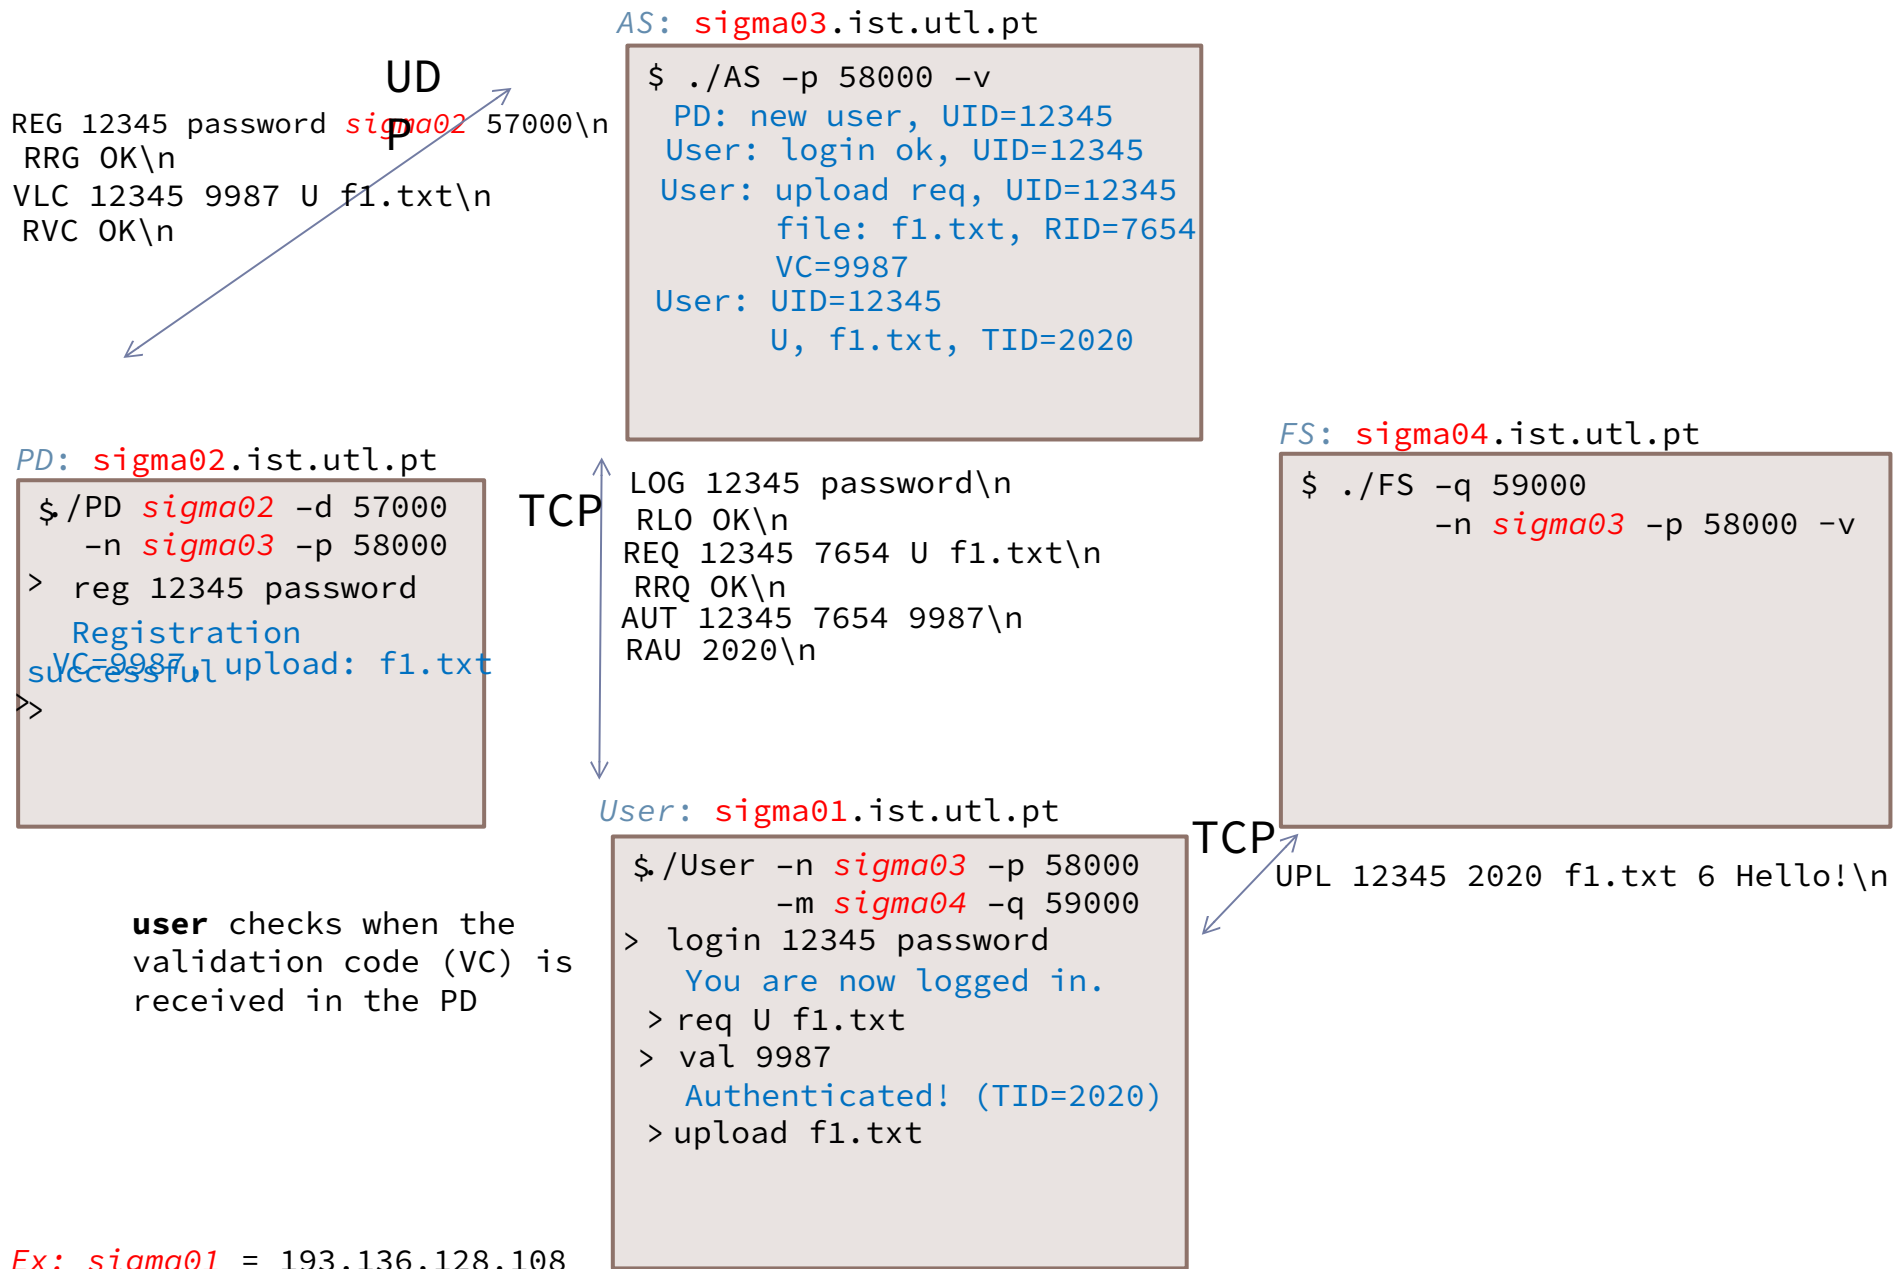 AS: sigma03.ist.utl.pt
$ ./AS –p 58000 –v
PD: new user, UID=12345
User: login ok, UID=12345
User: upload req, UID=12345
file: f1.txt, RID=7654
VC=9987
User: UID=12345
U, f1.txt, TID=2020
UD
P
REG 12345 password sigma02 57000\n
RRG OK\n
VLC 12345 9987 U f1.txt\n
RVC OK\n
PD: sigma02.ist.utl.pt
$./PD sigma02 –d 57000
–n sigma03 –p 58000
> reg 12345 password
Registration
successful
VC=9987, upload: f1.txt
>
>
TCP
LOG 12345 password\n
RLO OK\n
REQ 12345 7654 U f1.txt\n
RRQ OK\n
AUT 12345 7654 9987\n
RAU 2020\n
FS: sigma04.ist.utl.pt
$ ./FS –q 59000
–n sigma03 –p 58000 –v
User: sigma01.ist.utl.pt
$./User –n sigma03 –p 58000
–m sigma04 –q 59000
> login 12345 password
You are now logged in.
> req U f1.txt
> val 9987
Authenticated! (TID=2020)
> upload f1.txt
TCP
UPL 12345 2020 f1.txt 6 Hello!\n
user checks when the
validation code (VC) is
received in the PD
Ex: sigma01 = 193.136.128.108